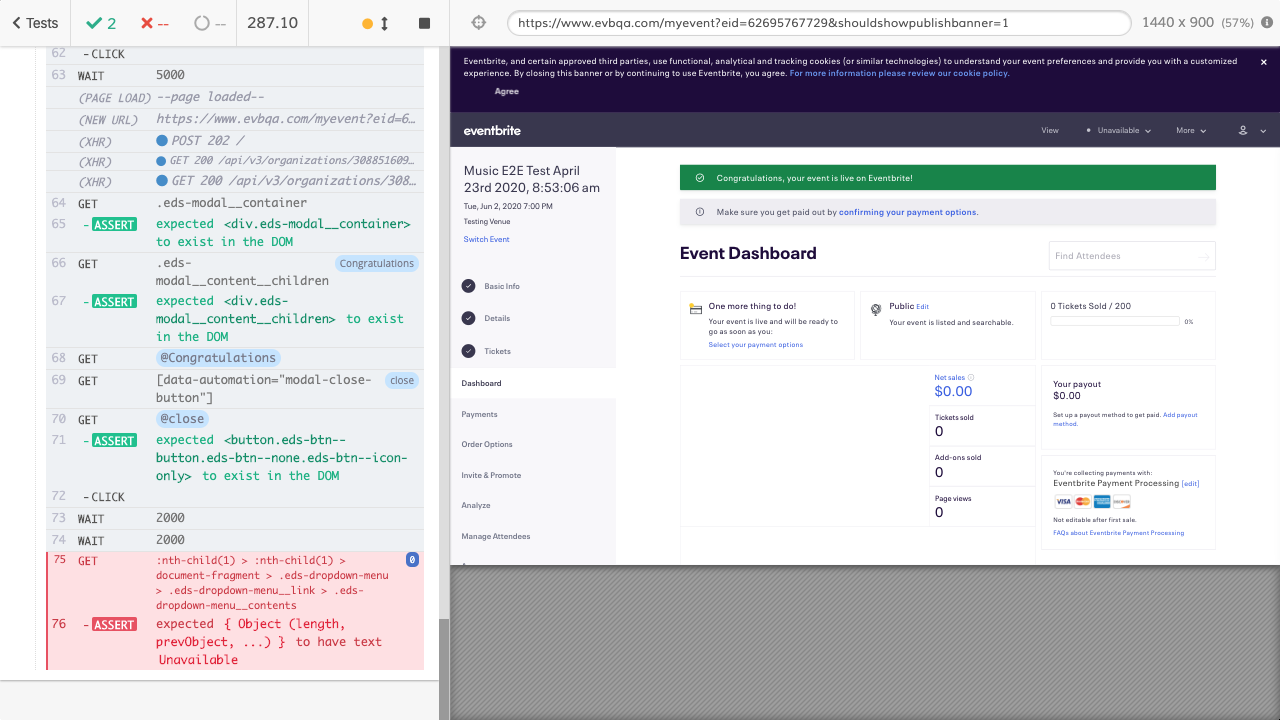 Tests
2
--
--
287.10
https://www.evbqa.com/myevent?eid=62695767729&shouldshowpublishbanner=1
1440 x 900 (57%)
62 -CLICK
63 WAIT 5000
(PAGE LOAD) --page loaded--
(NEW URL) https://www.evbqa.com/myevent?eid=6…
(XHR) POST 202 /
(XHR) GET 200 /api/v3/organizations/308851609…
(XHR) GET 200 /api/v3/organizations/308…
64 GET .eds-modal__container
65 -ASSERT expected <div.eds-modal__container>
to exist in the DOM
66 GET .eds- Congratulations
modal__content__children
67 -ASSERT expected <div.eds-
modal__content__children> to exist
in the DOM
68 GET @Congratulations
69 GET [data-automation="modal-close- close
button"]
70 GET @close
71 -ASSERT expected <button.eds-btn--
button.eds-btn--none.eds-btn--icon-
only> to exist in the DOM
72 -CLICK
73 WAIT 2000
74 WAIT 2000
75 GET :nth-child(1) > :nth-child(1) > 0
document-fragment > .eds-dropdown-menu
> .eds-dropdown-menu__link > .eds-
dropdown-menu__contents
76 -ASSERT expected { Object (length,
prevObject, ...) } to have text
Unavailable
Eventbrite, and certain approved third parties, use functional, analytical and tracking cookies (or similar technologies) to understand your event preferences and provide you with a customized
experience. By closing this banner or by continuing to use Eventbrite, you agree. For more information please review our cookie policy.
Agree
eventbrite
View
Unavailable
More
Music E2E Test April
23rd 2020, 8:53:06 am
Tue, Jun 2, 2020 7:00 PM
Testing Venue
Switch Event
Basic Info
Details
Tickets
Dashboard
Payments
Order Options
Invite & Promote
Analyze
Manage Attendees
Congratulations, your event is live on Eventbrite!
Make sure you get paid out by confirming your payment options.
Event Dashboard
Find Attendees
One more thing to do!
Your event is live and will be ready to
go as soon as you:
Select your payment options
Public Edit
Your event is listed and searchable.
0 Tickets Sold / 200
0%
Net sales
$0.00
Tickets sold
0
Add-ons sold
0
Page views
0
Your payout
$0.00
Set up a payout method to get paid. Add payout
method.
You're collecting payments with:
Eventbrite Payment Processing [edit]
VISA
Not editable after first sale.
FAQs about Eventbrite Payment Processing